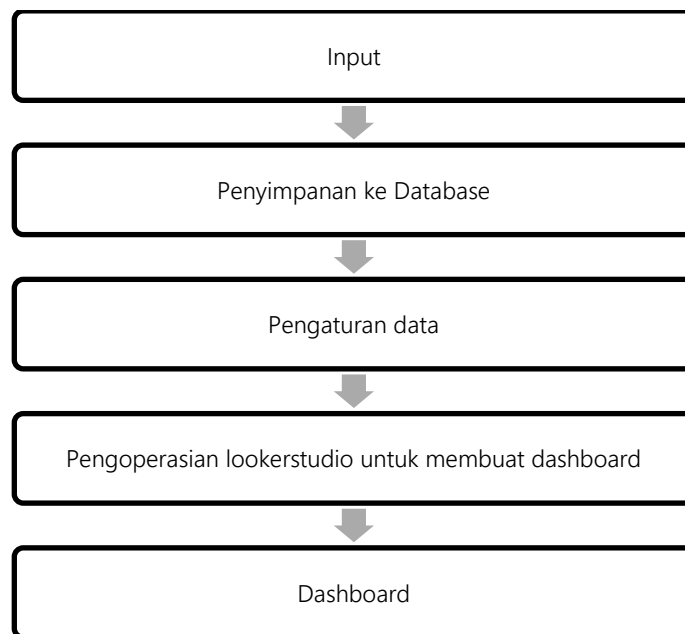 Input
Penyimpanan ke Database
Pengaturan data
Pengoperasian lookerstudio untuk membuat dashboard
Dashboard